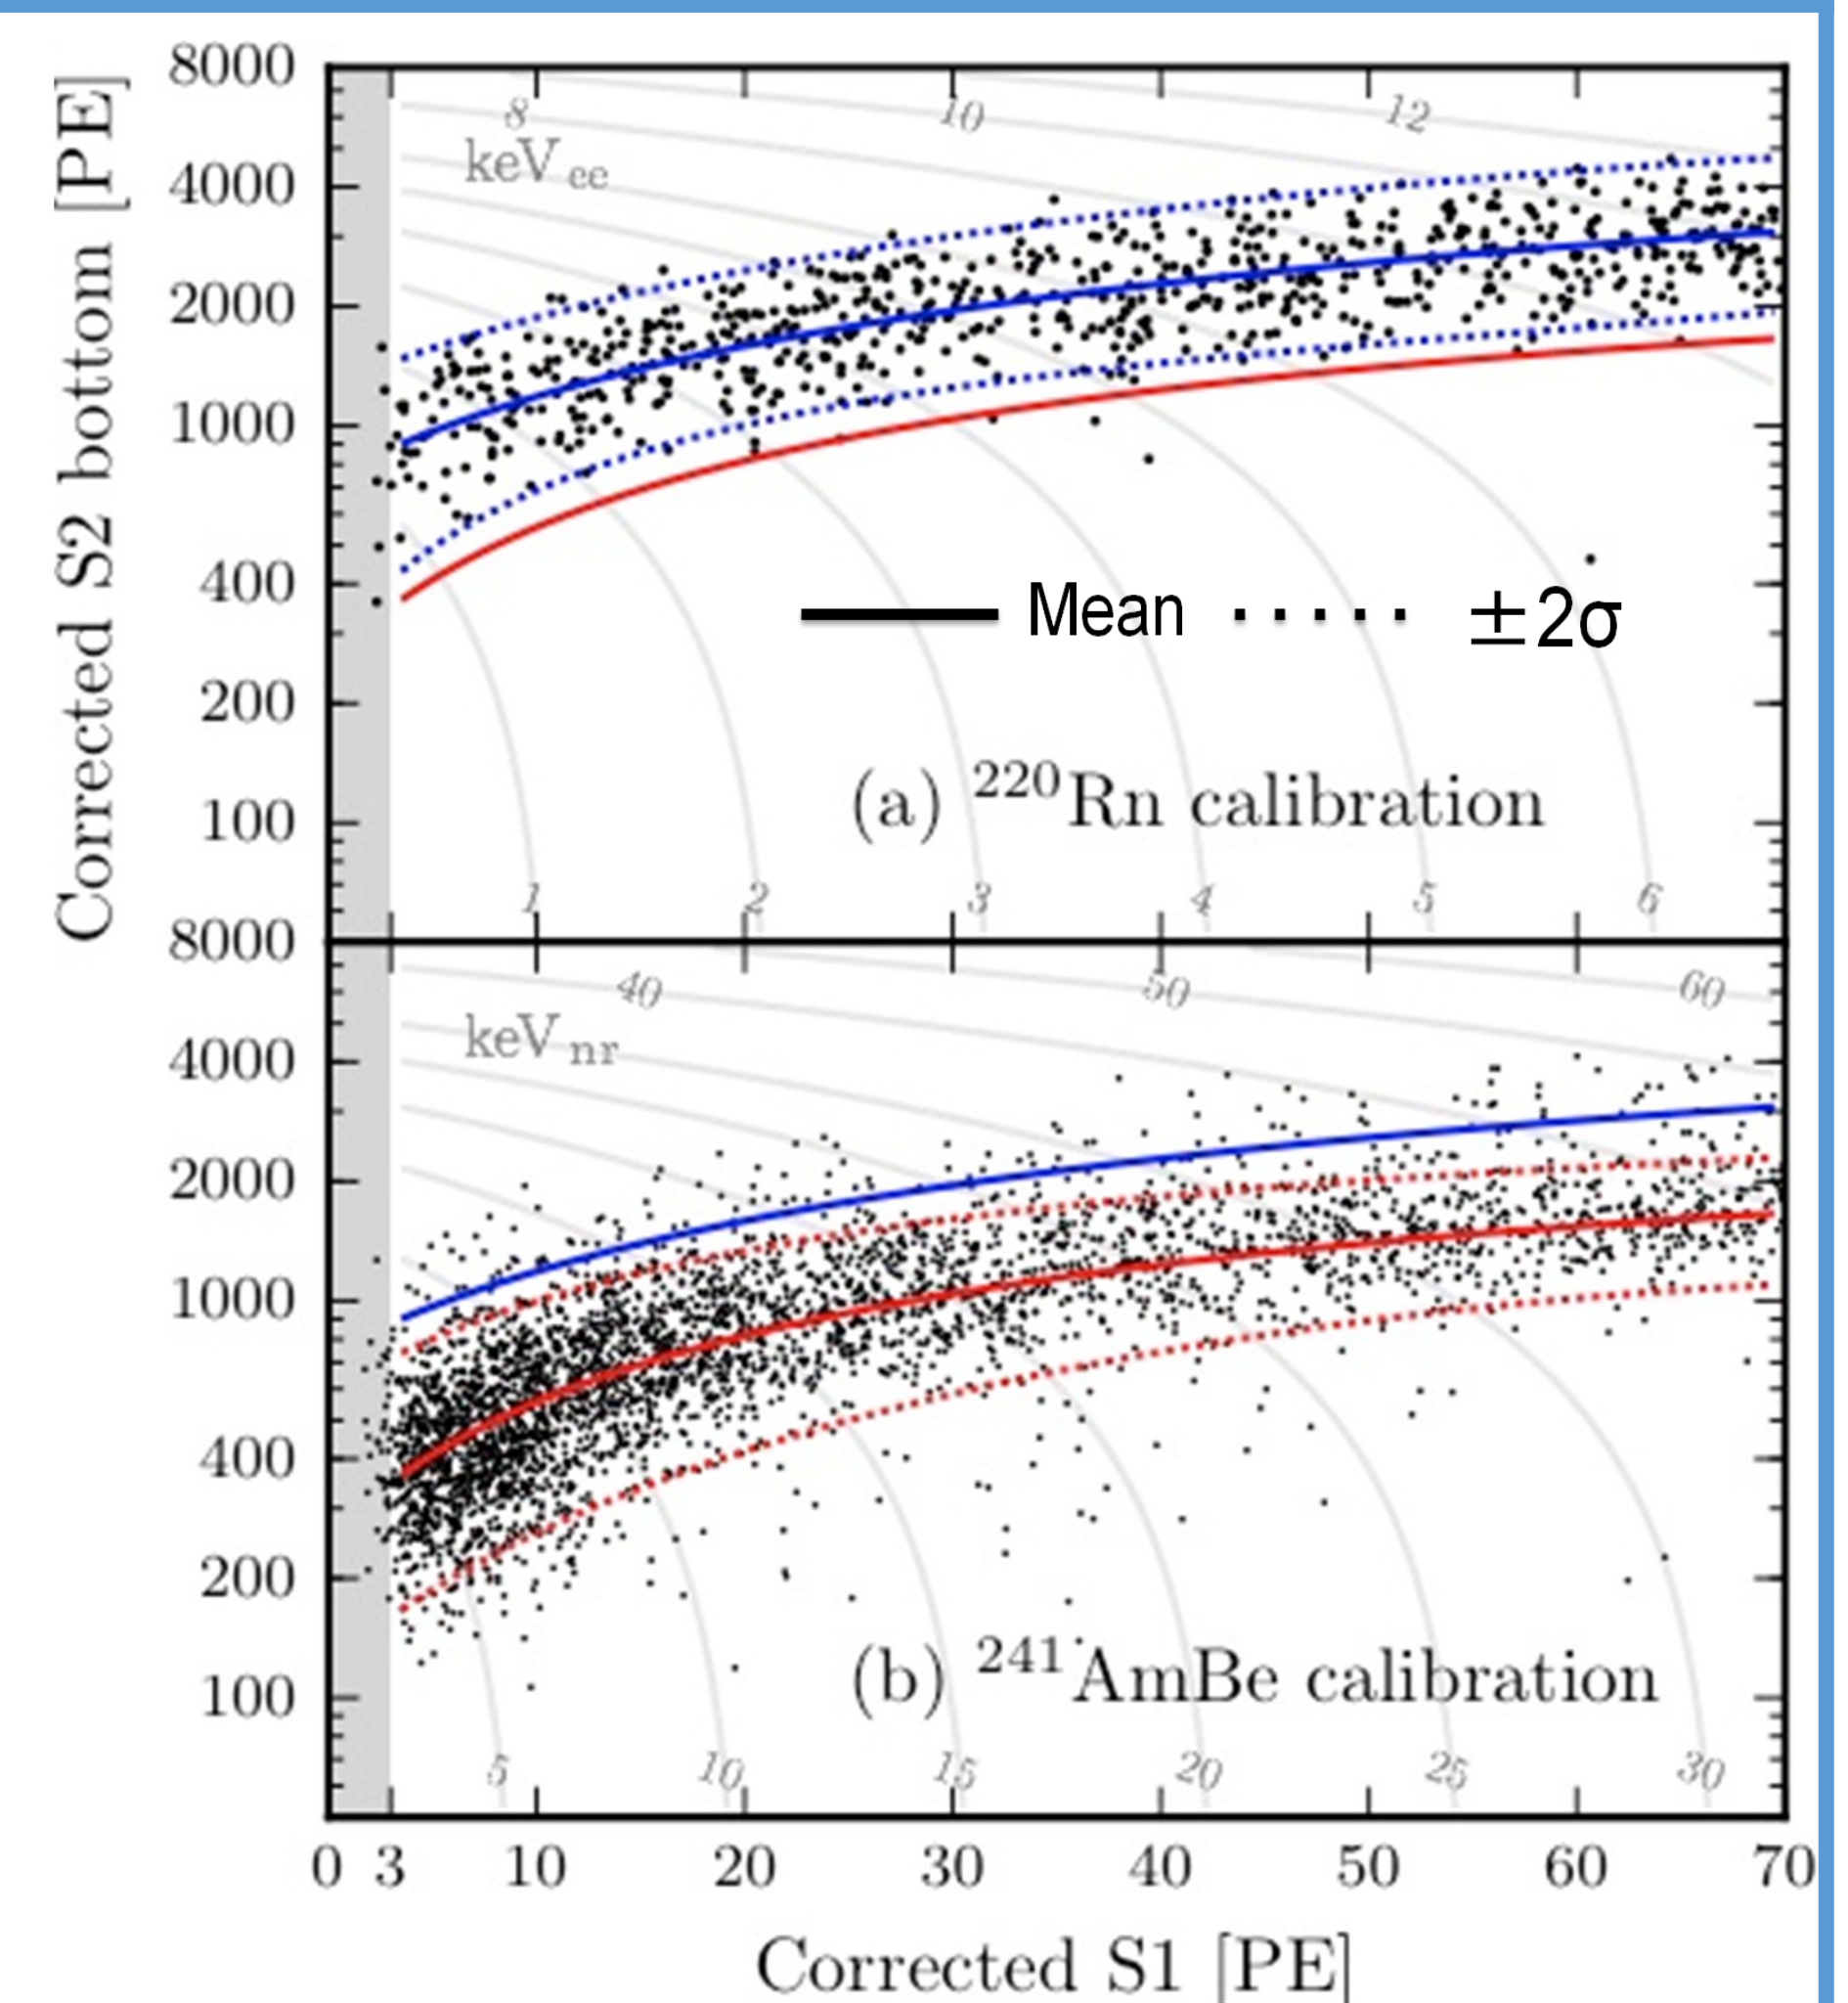 Corrected S2 bottom [PE]
8000
4000
2000
1000
400
200
100
8 10 12
keVee
Mean ±2σ
(a) 220Rn calibration
1 2 3 4 5 6
8000
4000
2000
1000
400
200
100
40 50 60
keVnr
(b) 241AmBe calibration
5 10 15 20 25 30
0 3 10 20 30 40 50 60 70
Corrected S1 [PE]